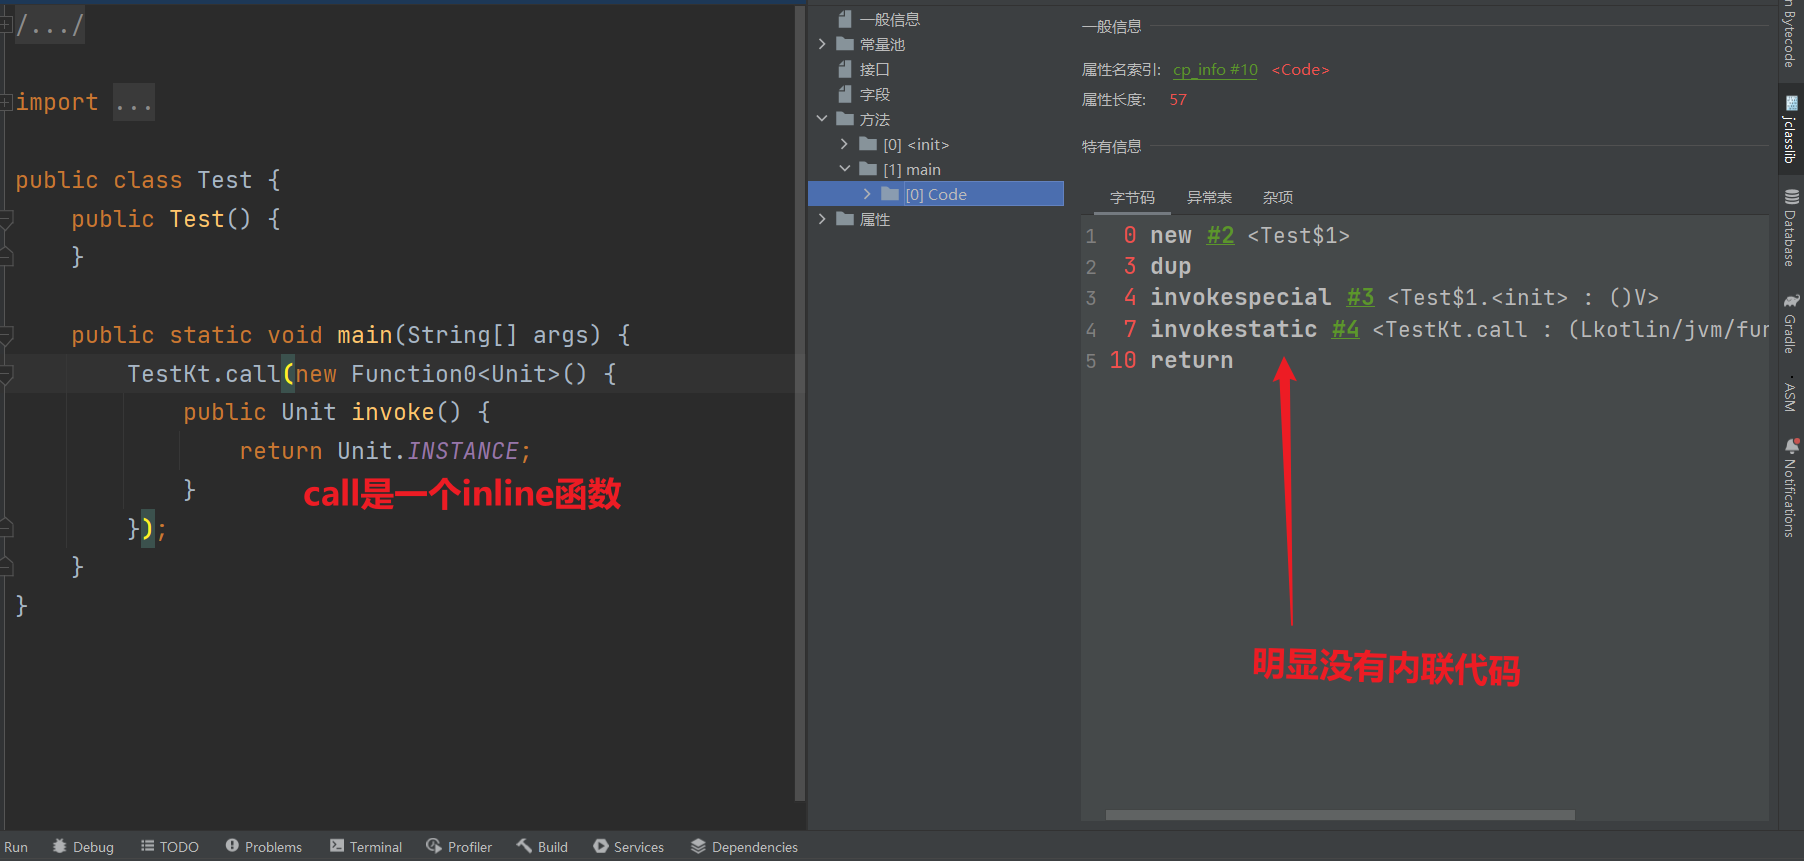 /.../
import ...
public class Test {
public Test() {
}
public static void main(String[] args) {
TestKt.call(new Function0<Unit>() {
public Unit invoke() {
return Unit.INSTANCE;
}
call是一个inline函数
});
}
}
一般信息
常量池
接口
字段
方法
[0] <init>
[1] main
[0] Code
属性
一般信息
属性名索引: cp_info #10 <Code>
属性长度: 57
特有信息
字节码 异常表 杂项
1 0 new #2 <Test$1>
2 3 dup
3 4 invokespecial #3 <Test$1.<init> : ()V>
4 7 invokestatic #4 <TestKt.call : (Lkotlin/jvm/fun
5 10 return
明显没有内联代码
n Bytecode
jclasslib
Database
Gradle
ASM
Notifications
Run Debug TODO Problems Terminal Profiler Build Services Dependencies